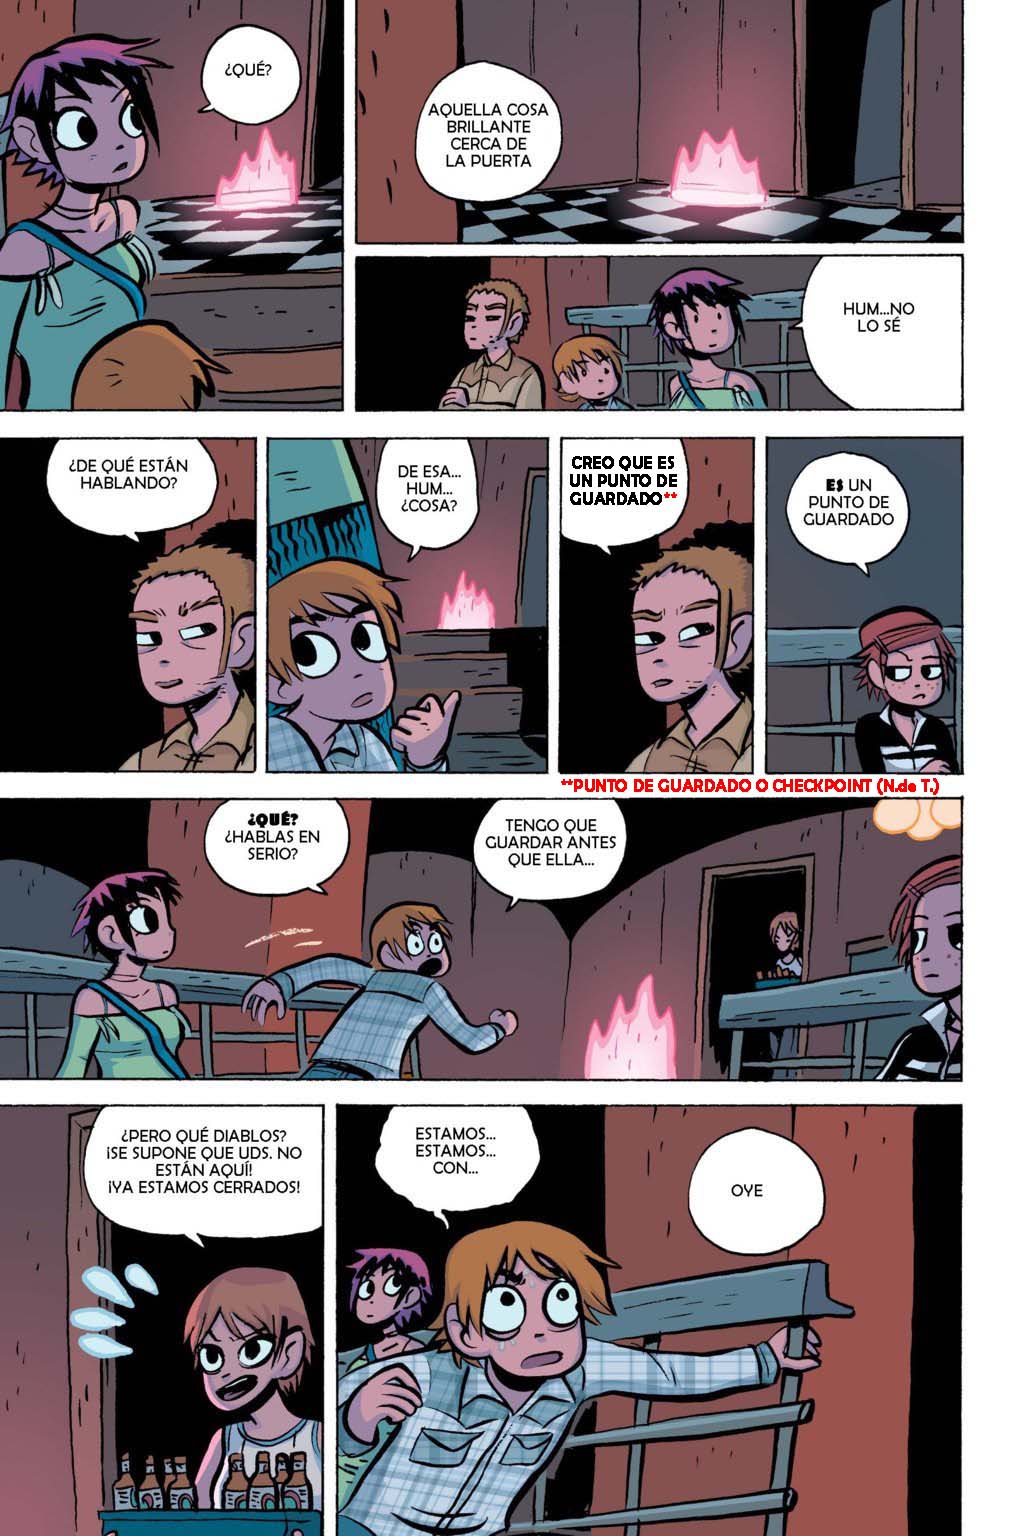 ¿QUÉ?
AQUELLA COSA
BRILLANTE
CERCA DE
LA PUERTA
HUM...NO
LO SÉ
¿DE QUÉ ESTÁN
HABLANDO?
DE ESA...
HUM...
¿COSA?
CREO QUE ES
UN PUNTO DE
GUARDADO**
ES UN
PUNTO DE
GUARDADO
**PUNTO DE GUARDADO O CHECKPOINT (N.de T.)
¿QUÉ?
¿HABLAS EN
SERIO?
TENGO QUE
GUARDAR ANTES
QUE ELLA...
¿PERO QUÉ DIABLOS?
¡SE SUPONE QUE UDS. NO
ESTÁN AQUÍ!
¡YA ESTAMOS CERRADOS!
ESTAMOS...
ESTAMOS...
CON...
OYE